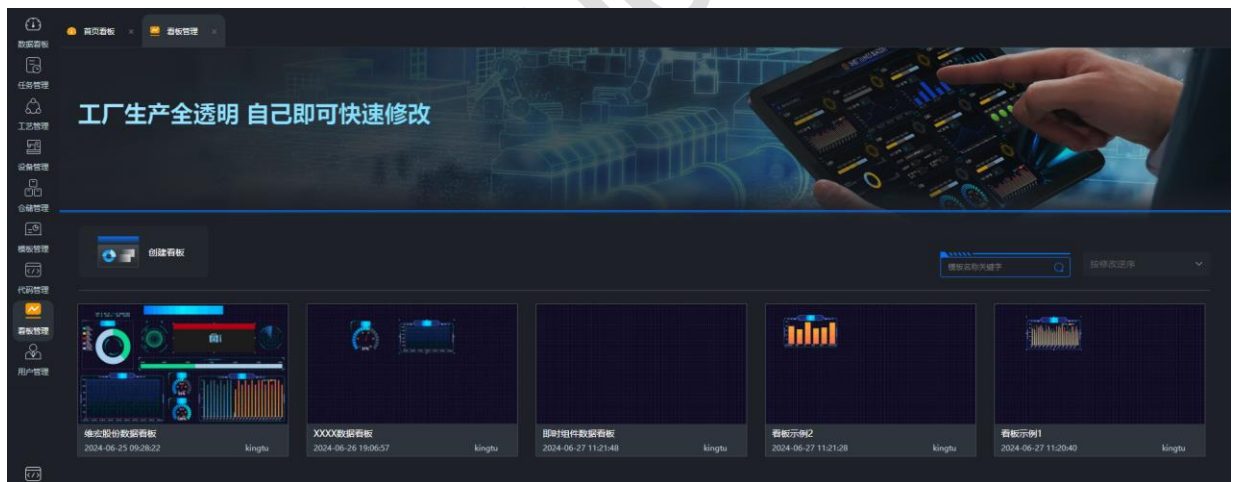 数据看板
任务管理
工艺管理
设备管理
仓储管理
模板管理
代码管理
看板管理
用户管理
首页看板 ×
看板管理 ×
工厂生产全透明 自己即可快速修改
创建看板
模板名称关键字
按修改逆序
维宏股份数据看板
2024-06-25 09:28:22 kingtu
XXXX数据看板
2024-06-26 19:06:57 kingtu
即时组件数据看板
2024-06-27 11:21:48 kingtu
看板示例2
2024-06-27 11:21:28 kingtu
看板示例1
2024-06-27 11:20:40 kingtu